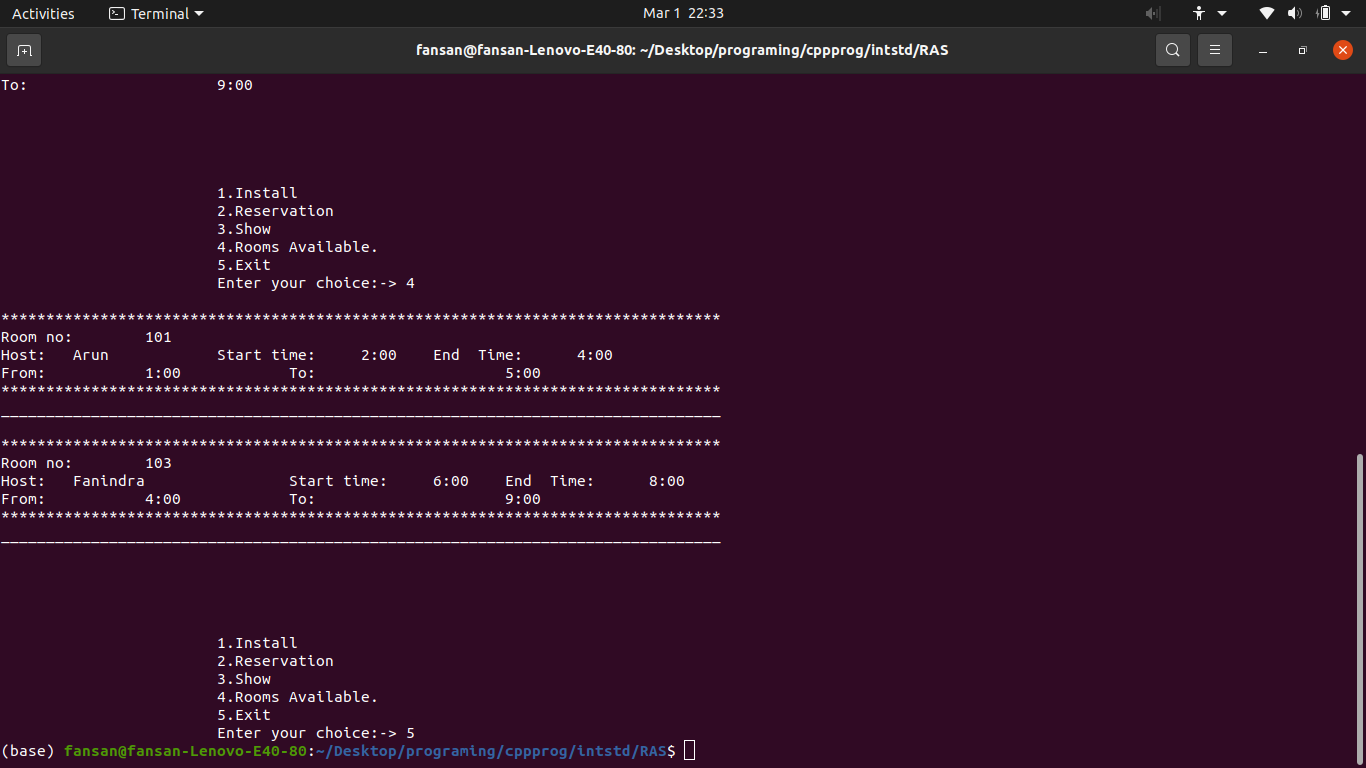 Activities Terminal Mar 1 22:33
fansan@fansan-Lenovo-E40-80: ~/Desktop/programing/cppprog/intstd/RAS
To: 9:00
1.Install
2.Reservation
3.Show
4.Rooms Available.
5.Exit
Enter your choice:-> 4
********************************************************************************
Room no: 101
Host: Arun Start time: 2:00 End Time: 4:00
From: 1:00 To: 5:00
********************************************************************************
________________________________________________________________________________
********************************************************************************
Room no: 103
Host: Fanindra Start time: 6:00 End Time: 8:00
From: 4:00 To: 9:00
********************************************************************************
________________________________________________________________________________
1.Install
2.Reservation
3.Show
4.Rooms Available.
5.Exit
Enter your choice:-> 5
(base) fansan@fansan-Lenovo-E40-80:~/Desktop/programing/cppprog/intstd/RAS$